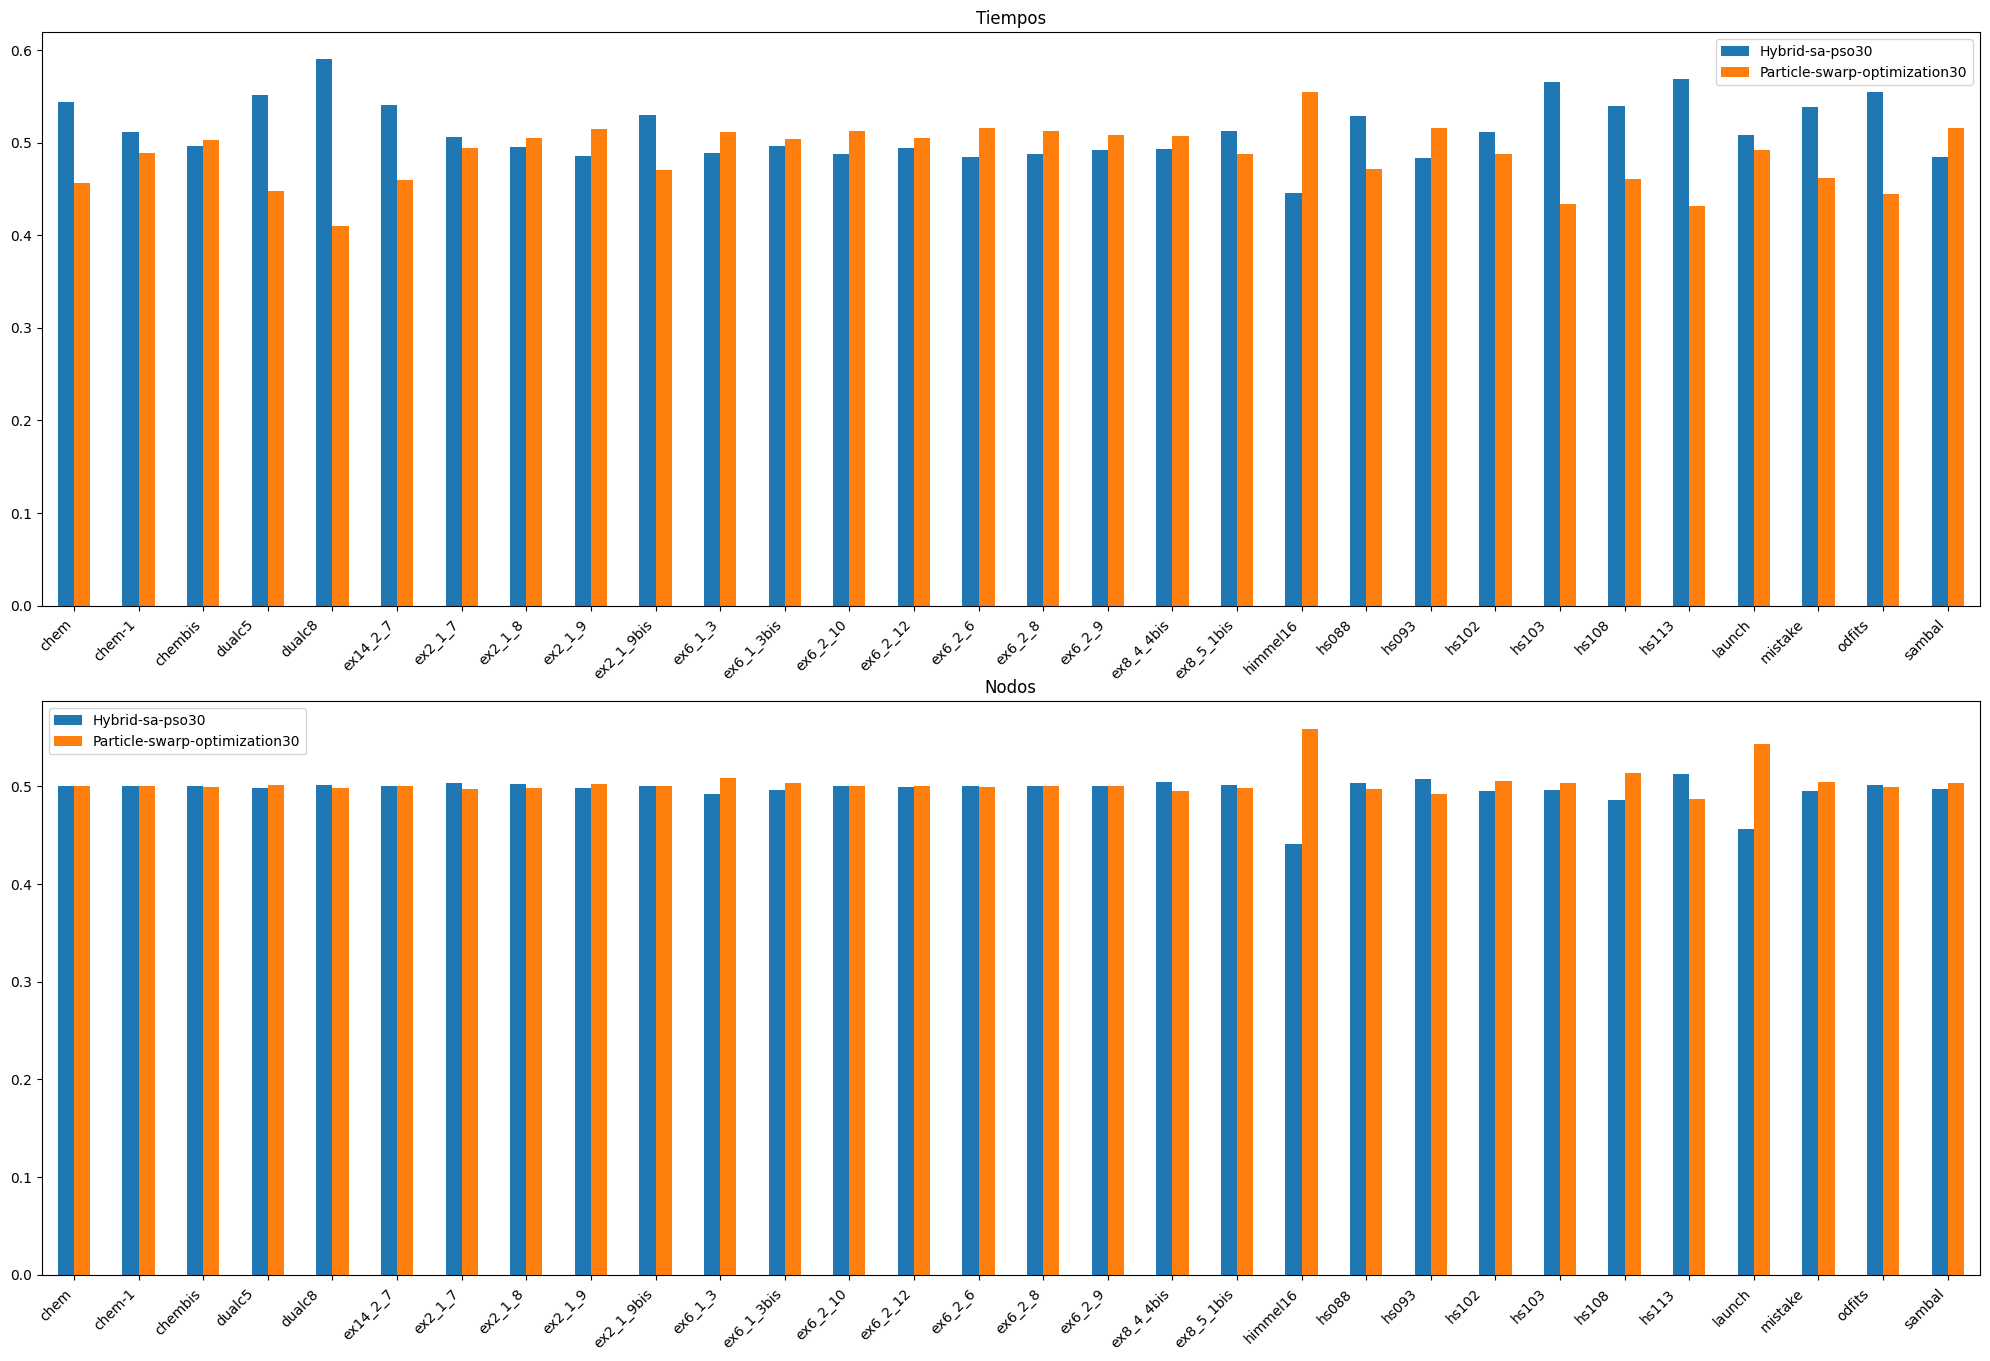 Tiempos
Hybrid-sa-pso30
Particle-swarp-optimization30
0.6
0.5
0.4
0.3
0.2
0.1
0.0
chem
chem-1
chembis
dualc5
dualc8
ex14_2_7
ex2_1_7
ex2_1_8
ex2_1_9
ex2_1_9bis
ex6_1_3
ex6_1_3bis
ex6_2_10
ex6_2_12
ex6_2_6
ex6_2_8
ex6_2_9
ex8_4_4bis
ex8_5_1bis
himmel16
hs088
hs093
hs102
hs103
hs108
hs113
launch
mistake
odfits
sambal
Nodos
Hybrid-sa-pso30
Particle-swarp-optimization30
0.5
0.4
0.3
0.2
0.1
0.0
chem
chem-1
chembis
dualc5
dualc8
ex14_2_7
ex2_1_7
ex2_1_8
ex2_1_9
ex2_1_9bis
ex6_1_3
ex6_1_3bis
ex6_2_10
ex6_2_12
ex6_2_6
ex6_2_8
ex6_2_9
ex8_4_4bis
ex8_5_1bis
himmel16
hs088
hs093
hs102
hs103
hs108
hs113
launch
mistake
odfits
sambal